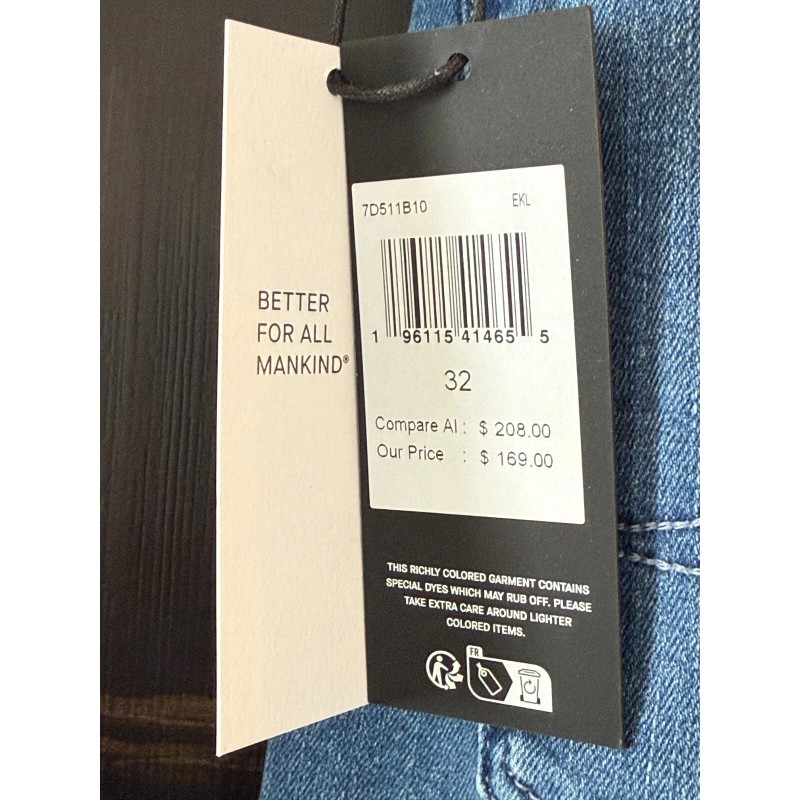 BETTER
FOR ALL
MANKIND®
7D511B10 EKL
1 96115 41465 5
32
Compare At : $ 208.00
Our Price : $ 169.00
THIS RICHLY COLORED GARMENT CONTAINS
SPECIAL DYES WHICH MAY RUB OFF. PLEASE
TAKE EXTRA CARE AROUND LIGHTER
COLORED ITEMS.
FR